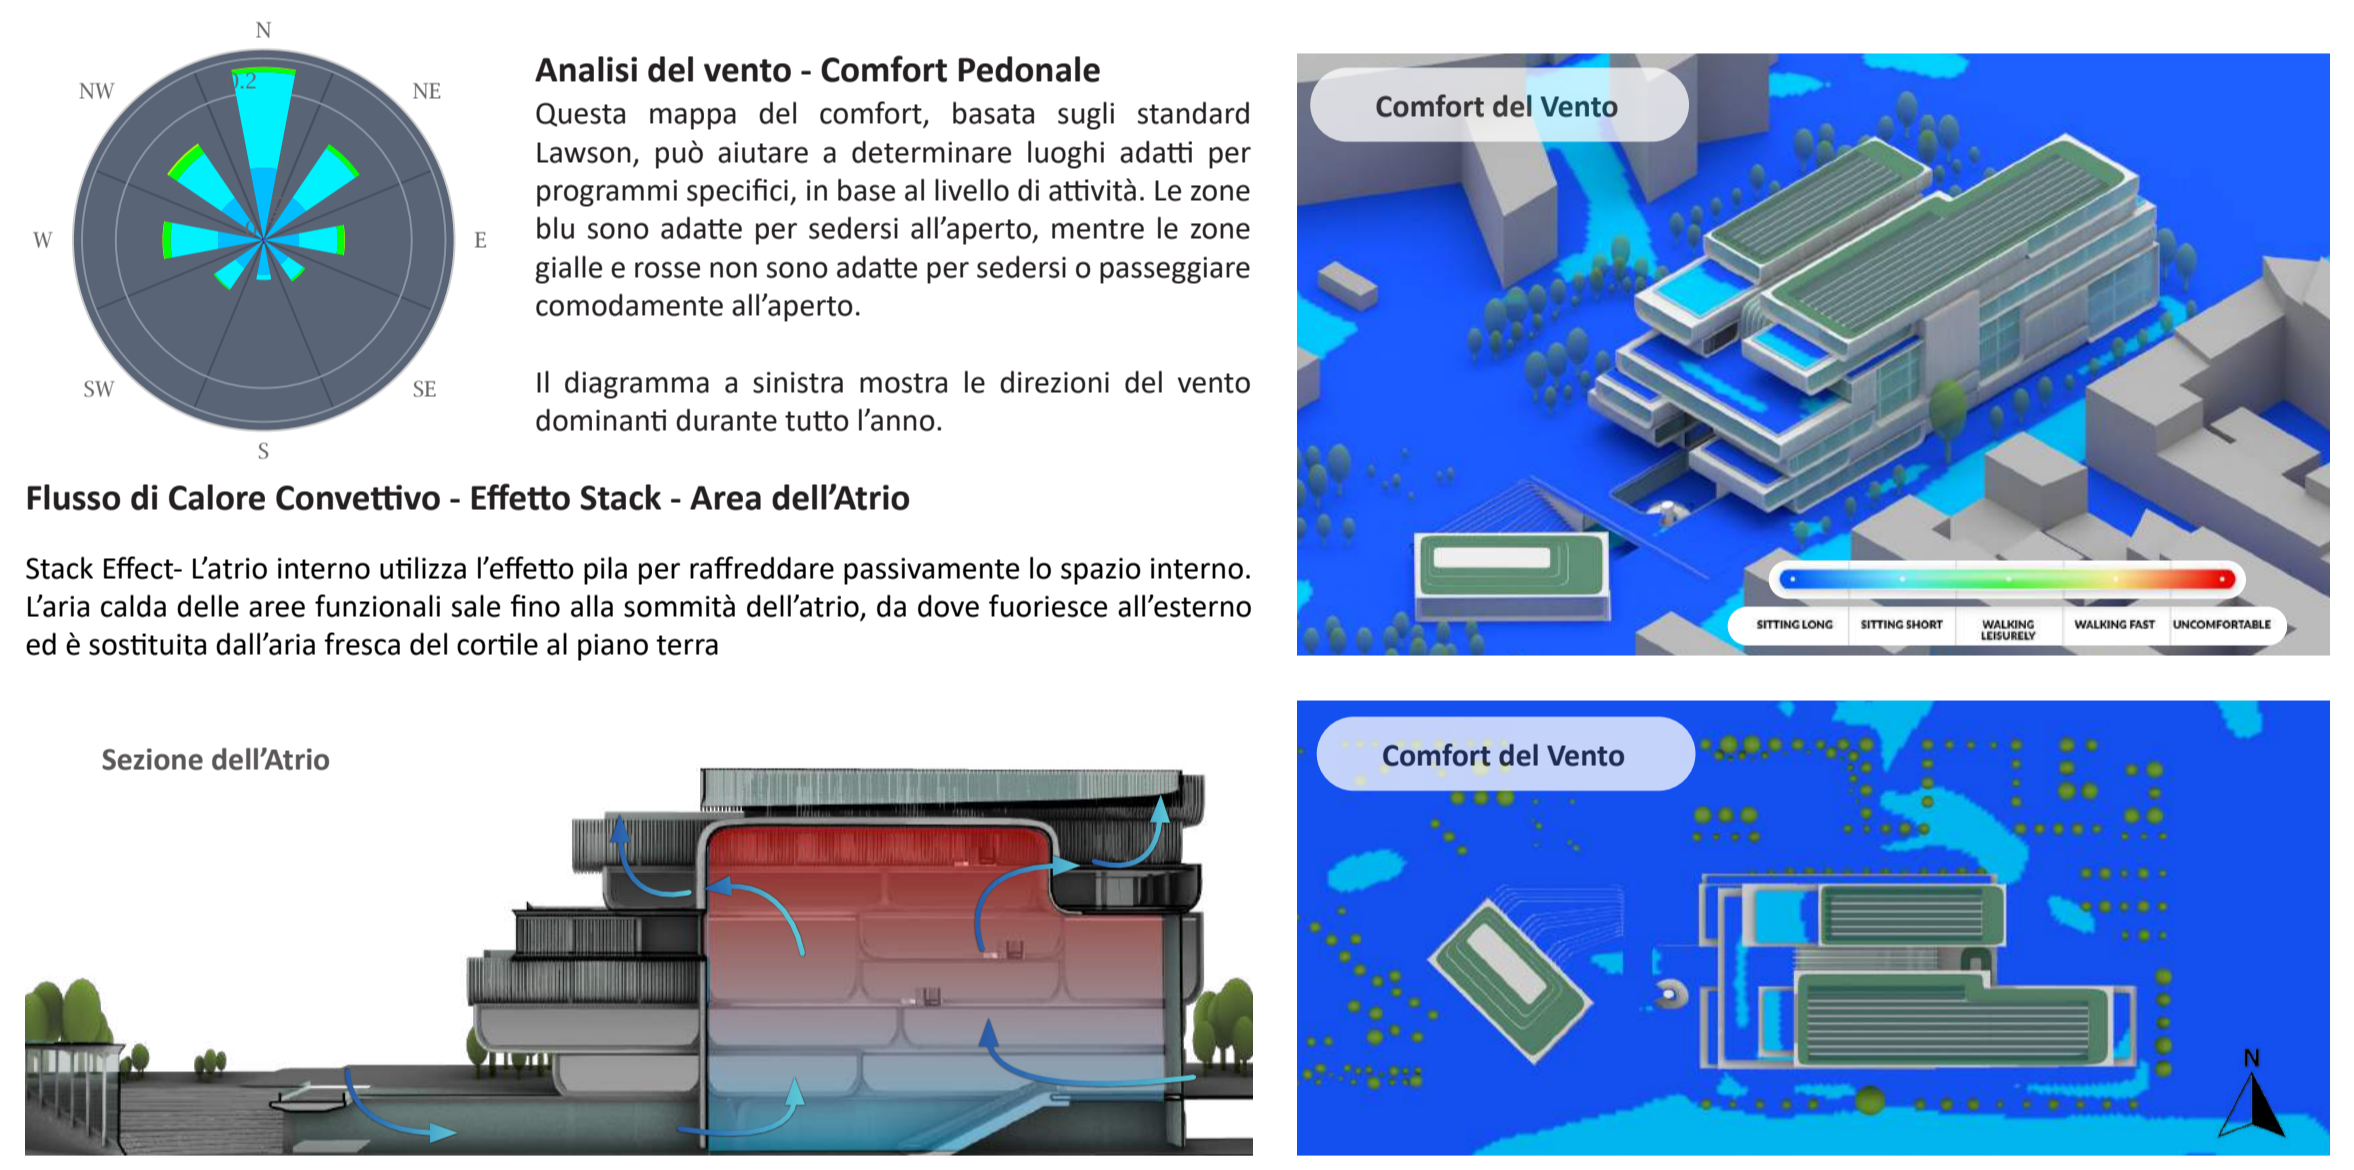 N
NW
NE
0.2
W
E
SW
SE
S
Analisi del vento - Comfort Pedonale
Questa mappa del comfort, basata sugli standard
Lawson, può aiutare a determinare luoghi adatti per
programmi specifici, in base al livello di attività. Le zone
blu sono adatte per sedersi all’aperto, mentre le zone
gialle e rosse non sono adatte per sedersi o passeggiare
comodamente all’aperto.
Il diagramma a sinistra mostra le direzioni del vento
dominanti durante tutto l’anno.
Flusso di Calore Convettivo - Effetto Stack - Area dell’Atrio
Stack Effect- L’atrio interno utilizza l’effetto pila per raffreddare passivamente lo spazio interno.
L’aria calda delle aree funzionali sale fino alla sommità dell’atrio, da dove fuoriesce all’esterno
ed è sostituita dall’aria fresca del cortile al piano terra
Sezione dell’Atrio
Comfort del Vento
SITTING LONG
SITTING SHORT
WALKING
LEISURELY
WALKING FAST
UNCOMFORTABLE
Comfort del Vento
N